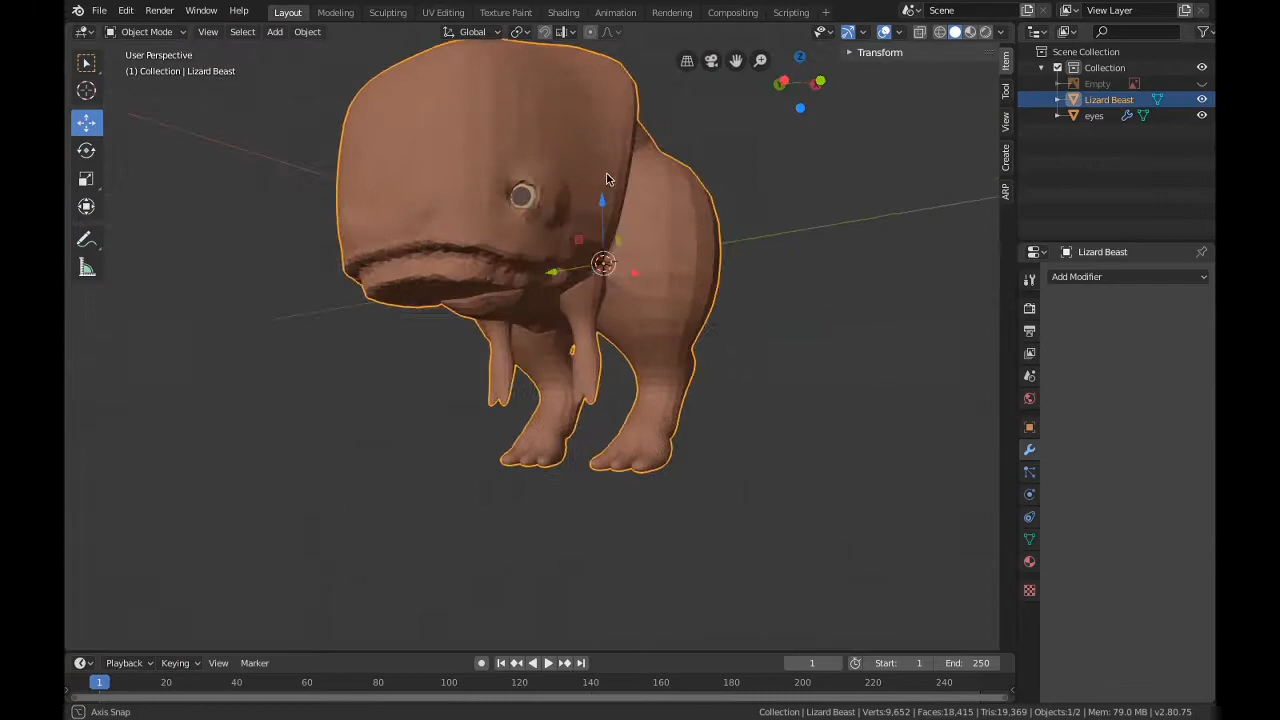 File Edit Render Window Help Layout Modeling Sculpting UV Editing Texture Paint Shading Animation Rendering Compositing Scripting + Scene View Layer
Object Mode View Select Add Object Global
User Perspective
(1) Collection | Lizard Beast
Transform
Z
Item
Tool
View
Create
ARP
Scene Collection
Collection
Empty
Lizard Beast
eyes
Lizard Beast
Add Modifier
Playback Keying View Marker 1 Start: 1 End: 250
1 20 40 60 80 100 120 140 160 180 200 220 240
Axis Snap Collection | Lizard Beast | Verts:9,652 | Faces:18,415 | Tris:19,369 | Objects:1/2 | Mem: 79.0 MB | v2.80.75